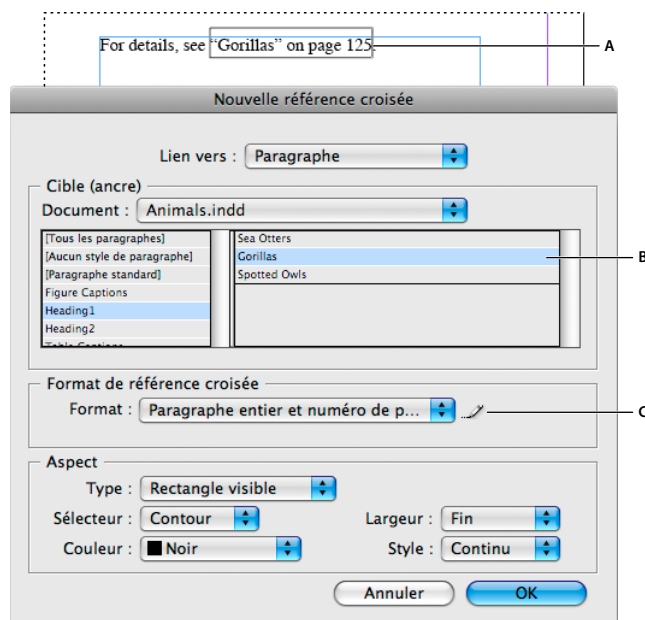 For details, see “Gorillas” on page 125.
A
Nouvelle référence croisée
Lien vers : Paragraphe
Cible (ancre)
Document : Animals.indd
[Tous les paragraphes]
[Aucun style de paragraphe]
[Paragraphe standard]
Figure Captions
Heading1
Heading2
Table Captions
Sea Otters
Gorillas
Spotted Owls
B
Format de référence croisée
Format : Paragraphe entier et numéro de p...
C
Aspect
Type : Rectangle visible
Sélecteur : Contour
Largeur : Fin
Couleur : Noir
Style : Continu
Annuler
OK